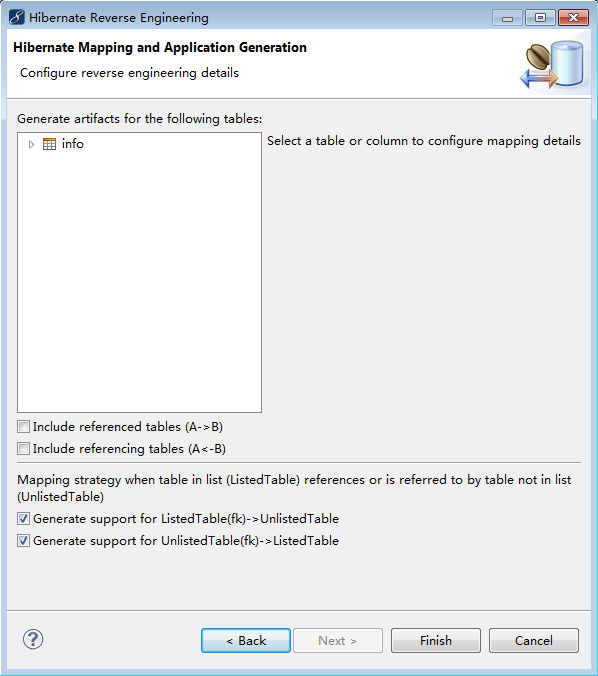 Hibernate Reverse Engineering
Hibernate Mapping and Application Generation
Configure reverse engineering details
Generate artifacts for the following tables:
info
Select a table or column to configure mapping details
Include referenced tables (A->B)
Include referencing tables (A<-B)
Mapping strategy when table in list (ListedTable) references or is referred to by table not in list
(UnlistedTable)
Generate support for ListedTable(fk)->UnlistedTable
Generate support for UnlistedTable(fk)->ListedTable
?
< Back
Next >
Finish
Cancel